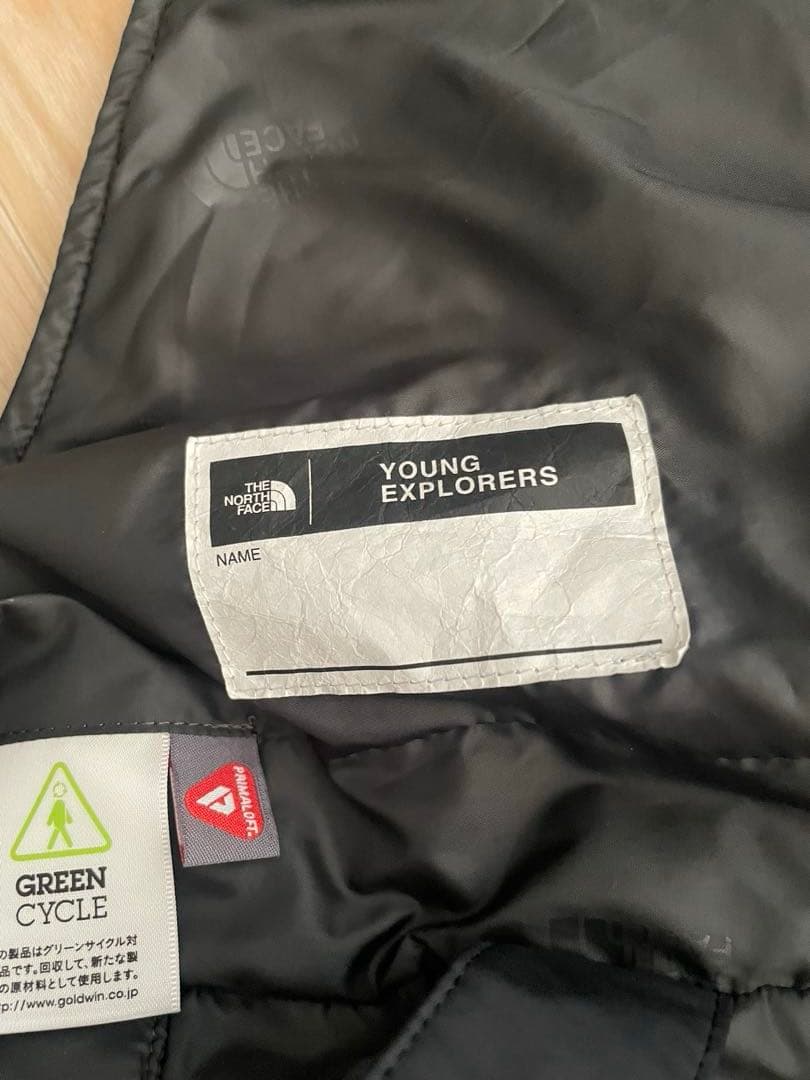 FACE
THE
NORTH
FACE
YOUNG
EXPLORERS
NAME
PRIMALOFT®
GREEN
CYCLE
の製品はグリーンサイクル対
品です。回収して、新たな製
の原材料として使用します。
tp://www.goldwin.co.jp